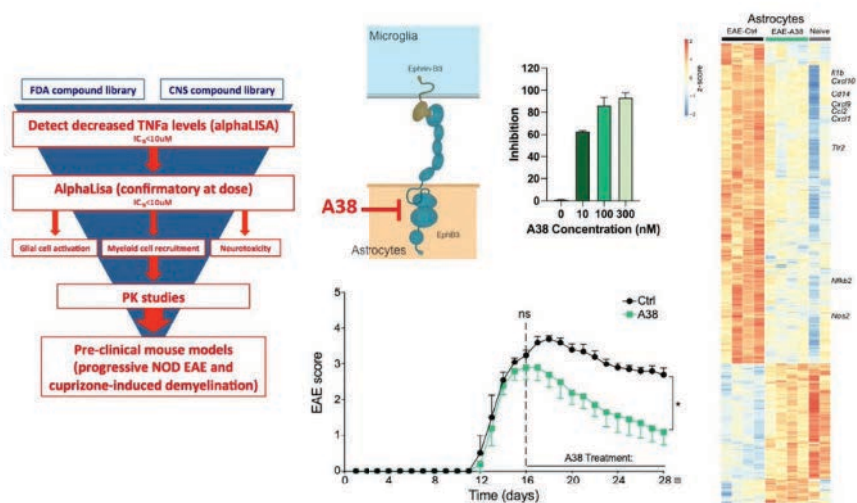 FDA compound library
CNS compound library
Detect decreased TNFa levels (alphaLISA)
AlphaLisa (confirmatory at dose)
Glial cell activation
Myeloid cell recruitment
Neurotoxicity
PK studies
Pre-clinical mouse models
(progressive NOD EAE and
cuprizone-induced demyelination)
Microglia
Ephrin-B3
A38
EphB3
Astrocytes
Inhibition
120
100
80
60
40
20
0
0
10
100
300
A38 Concentration (nM)
EAE score
5
4
3
2
1
0
ns
Ctrl
A38
*
A38 Treatment:
0
4
8
12
16
20
24
28
Time (days)
Astrocytes
EAE-Ctrl
EAE-A38
Naive
z-score
2
0
-2
Il1b
Cxcl10
Cd14
Cxcl9
Ccl2
Cxcl1
Tlr2
Nfkb2
Nos2